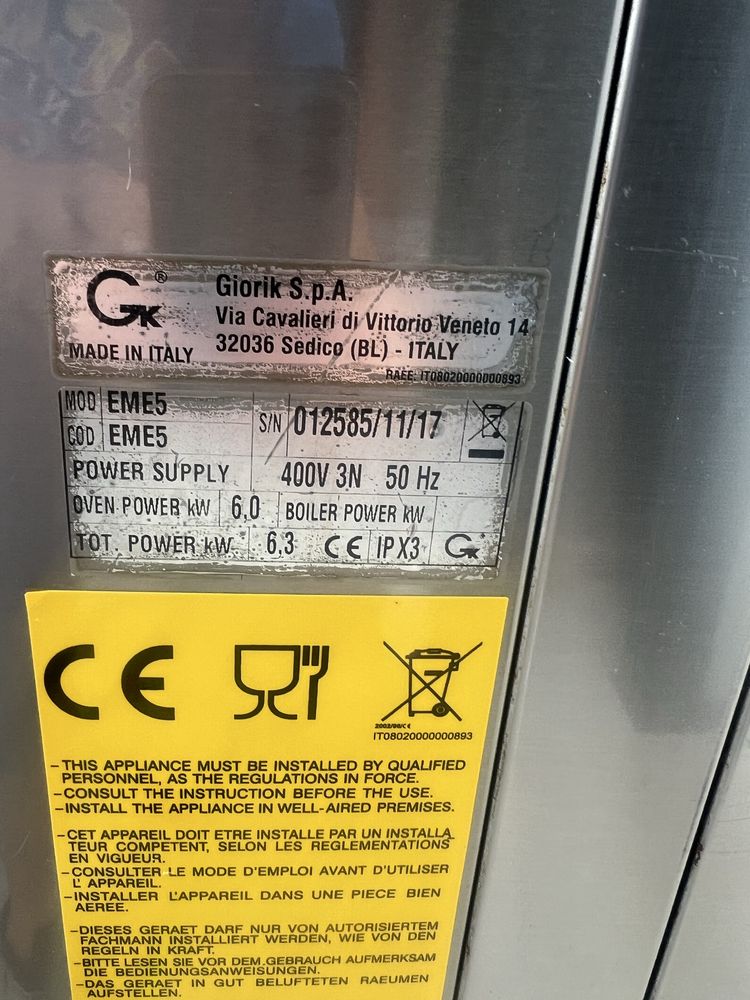 GK®
MADE IN ITALY
Giorik S.p.A.
Via Cavalieri di Vittorio Veneto 14
32036 Sedico (BL) - ITALY
RAEE: IT08020000000893
MOD EME5
COD EME5
S/N 012585/11/17
POWER SUPPLY 400V 3N 50 Hz
OVEN POWER kW 6,0 BOILER POWER kW
TOT. POWER kW 6,3 CE IPX3 GK
CE
2002/96/CE
IT08020000000893
-THIS APPLIANCE MUST BE INSTALLED BY QUALIFIED
PERSONNEL, AS THE REGULATIONS IN FORCE.
-CONSULT THE INSTRUCTION BEFORE THE USE.
-INSTALL THE APPLIANCE IN WELL-AIRED PREMISES.
-CET APPAREIL DOIT ETRE INSTALLE PAR UN INSTALLA
TEUR COMPETENT, SELON LES REGLEMENTATIONS
EN VIGUEUR.
-CONSULTER LE MODE D'EMPLOI AVANT D'UTILISER
L' APPAREIL.
-INSTALLER L'APPAREIL DANS UNE PIECE BIEN
AEREE.
-DIESES GERAET DARF NUR VON AUTORISIERTEM
FACHMANN INSTALLIERT WERDEN, WIE VON DEN
REGELN IN KRAFT.
-BITTE LESEN SIE VOR DEM GEBRAUCH AUFMERKSAM
DIE BEDIENUNGSANWEISUNGEN.
-DAS GERAET IN GUT BELUFTETEN RAEUMEN
AUFSTELLEN.